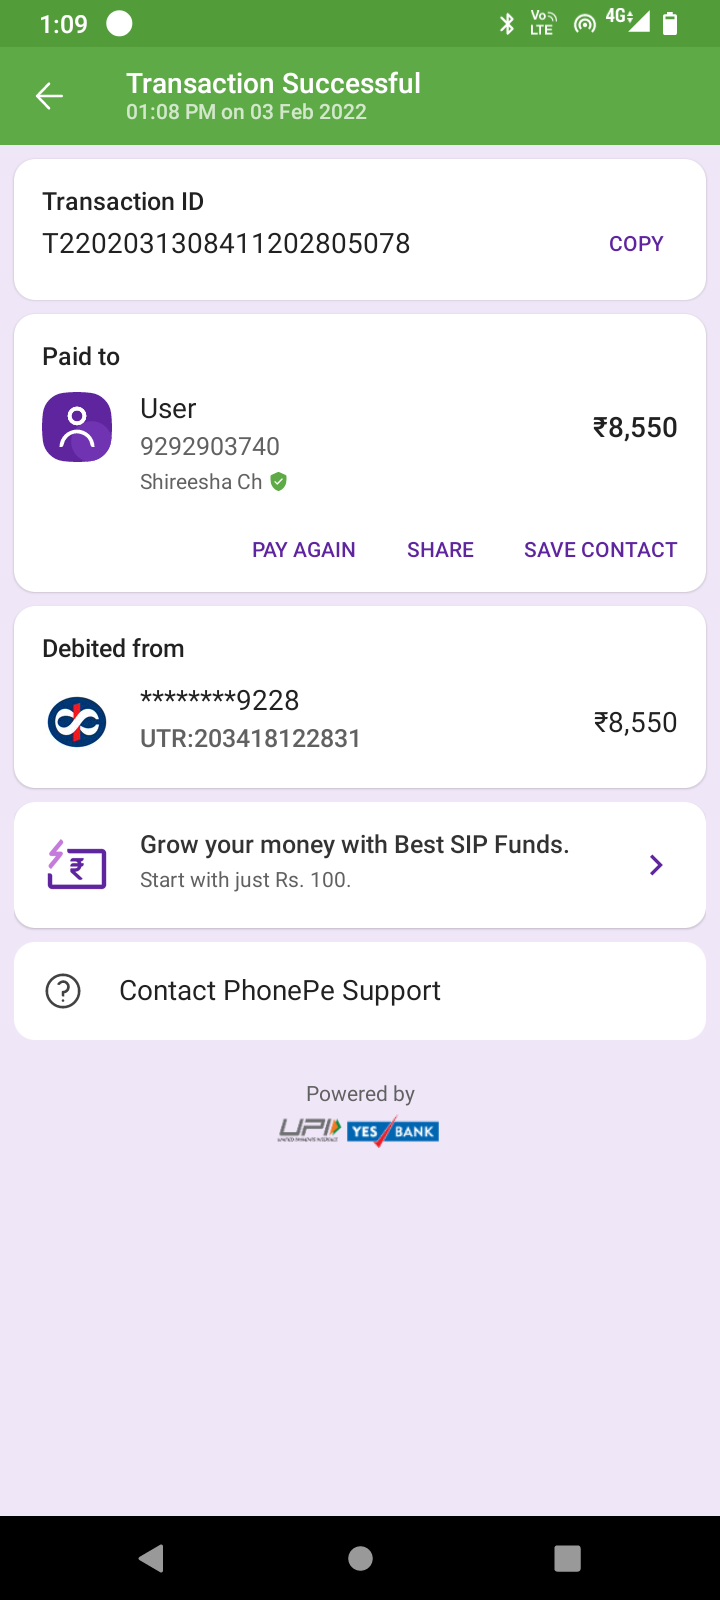 1:09
Vo
LTE
4G
Transaction Successful
01:08 PM on 03 Feb 2022
Transaction ID
T2202031308411202805078
COPY
Paid to
User
9292903740
Shireesha Ch
₹8,550
PAY AGAIN
SHARE
SAVE CONTACT
Debited from
********9228
UTR:203418122831
₹8,550
Grow your money with Best SIP Funds.
Start with just Rs. 100.
Contact PhonePe Support
Powered by
UPI
UNITED PAYMENTS INTERFACE
YES BANK